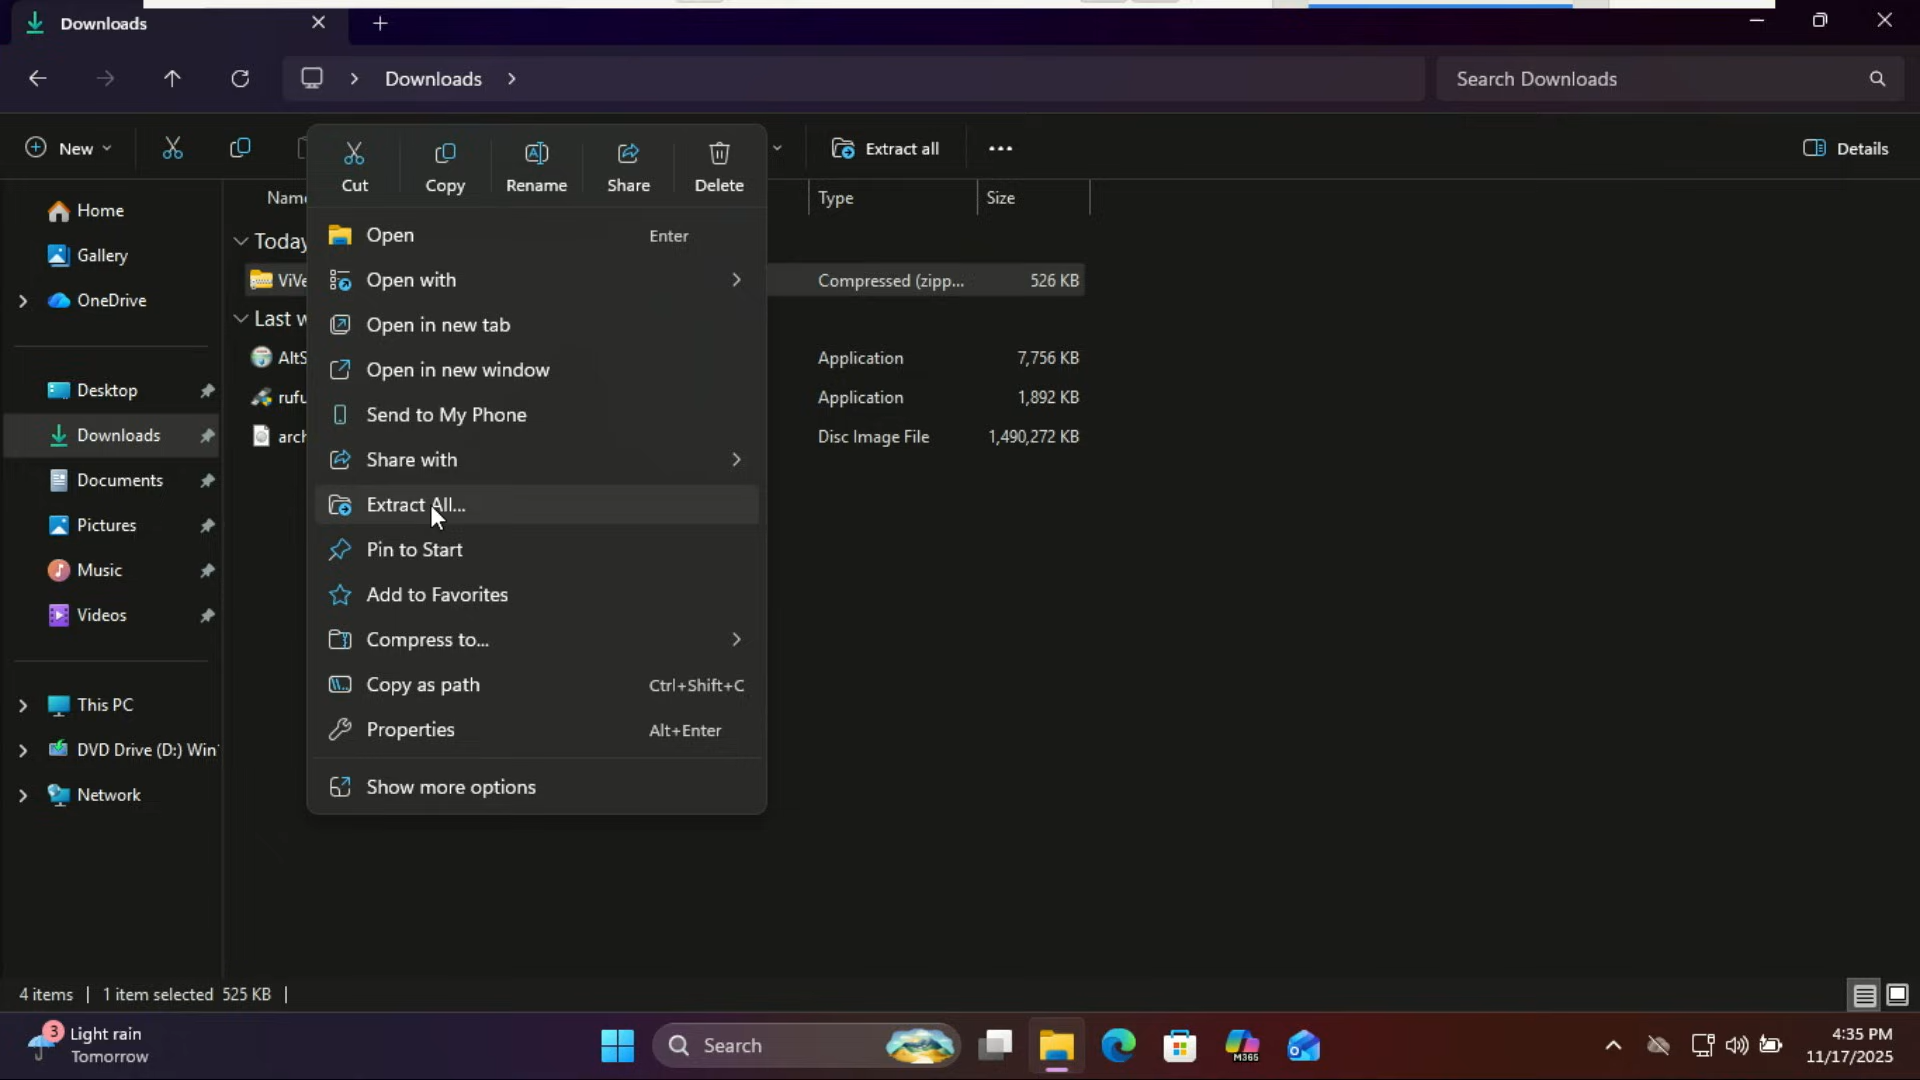 Downloads
Downloads
Search Downloads
New
Extract all
Details
Cut
Copy
Rename
Share
Delete
Type
Size
Home
Gallery
OneDrive
Desktop
Downloads
Documents
Pictures
Music
Videos
This PC
DVD Drive (D:) Win
Network
Today
ViVe
Compressed (zipp...
526 KB
Last w
AltS
Application
7,756 KB
rufu
Application
1,892 KB
arch
Disc Image File
1,490,272 KB
Open
Enter
Open with
Open in new tab
Open in new window
Send to My Phone
Share with
Extract All...
Pin to Start
Add to Favorites
Compress to...
Copy as path
Ctrl+Shift+C
Properties
Alt+Enter
Show more options
4 items
1 item selected 525 KB
3
Light rain
Tomorrow
Search
M365
4:35 PM
11/17/2025